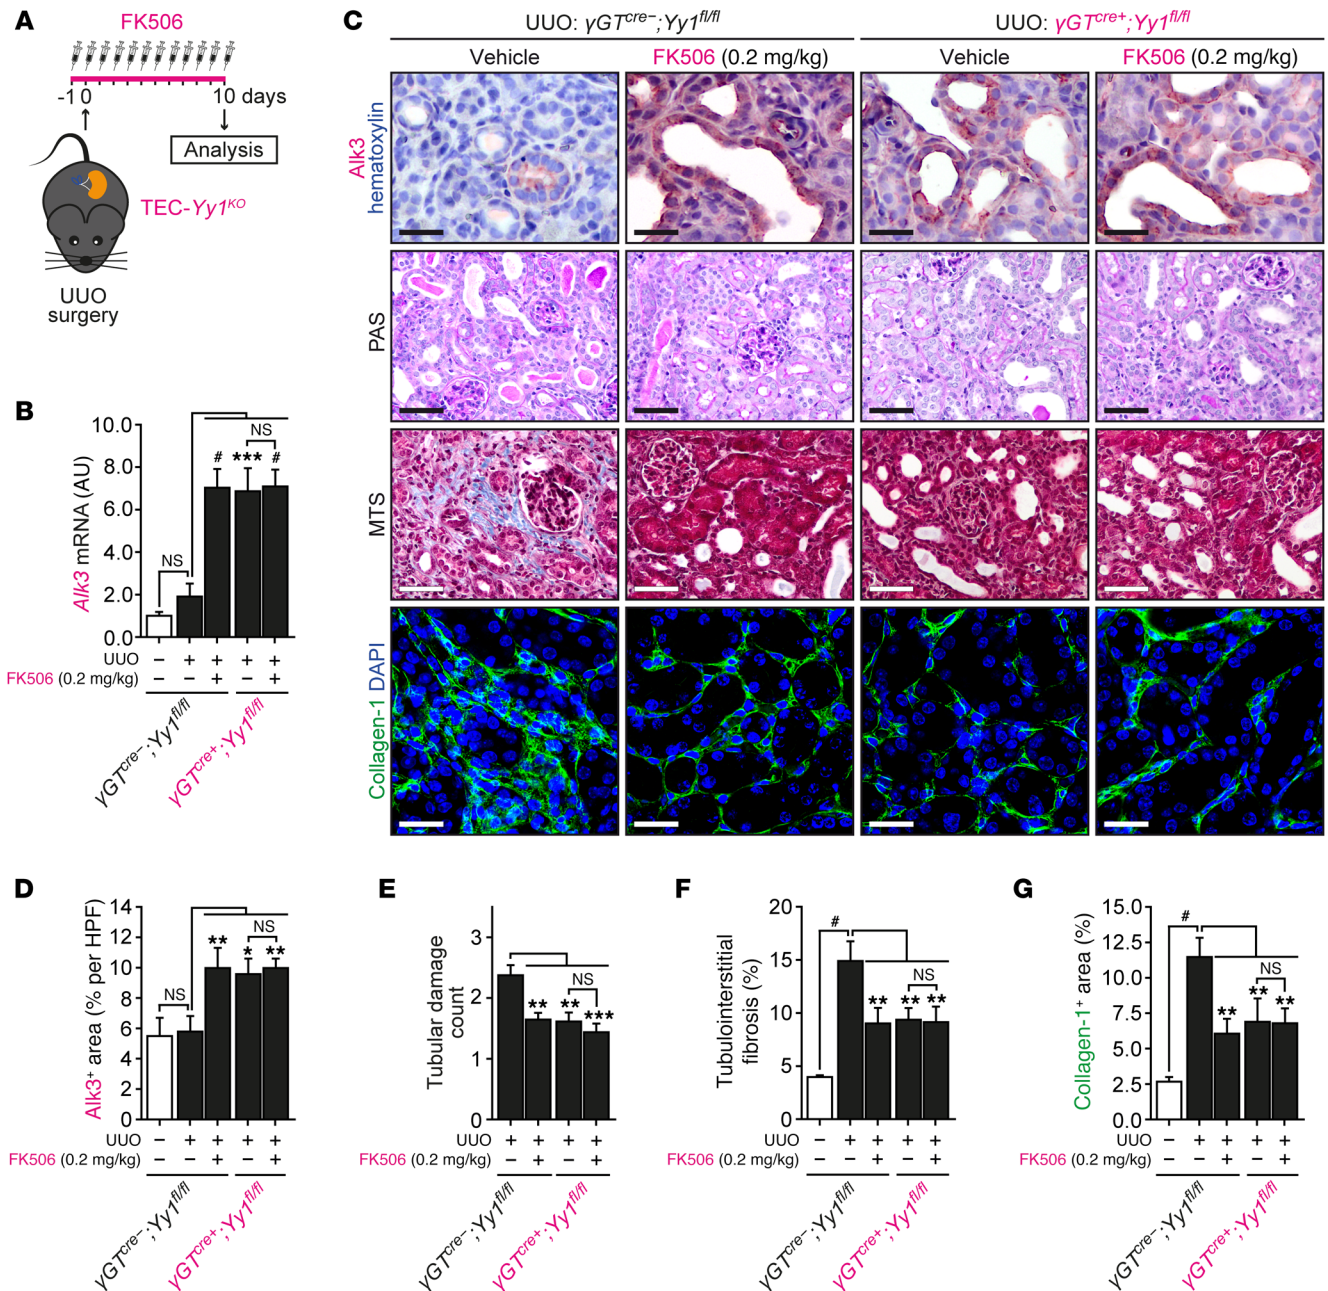 A
FK506
-1 0 10 days
Analysis
TEC-Yy1KO
UUO
surgery
B
Alk3 mRNA (AU)
10.0
8.0
6.0
4.0
2.0
0.0
NS
NS
# *** #
UUO
– + + + +
FK506 (0.2 mg/kg)
– – + – +
γGTcre–;Yy1fl/fl
γGTcre+;Yy1fl/fl
C
UUO: γGTcre–;Yy1fl/fl
UUO: γGTcre+;Yy1fl/fl
Vehicle
FK506 (0.2 mg/kg)
Vehicle
FK506 (0.2 mg/kg)
Alk3
hematoxylin
PAS
MTS
Collagen-1 DAPI
D
Alk3+ area (% per HPF)
14
12
10
8
6
4
2
0
NS
NS
** * **
UUO
– + + + +
FK506 (0.2 mg/kg)
– – + – +
γGTcre–;Yy1fl/fl
γGTcre+;Yy1fl/fl
E
Tubular damage
count
3
2
1
0
NS
** ** ***
UUO
+ + + +
FK506 (0.2 mg/kg)
– + – +
γGTcre–;Yy1fl/fl
γGTcre+;Yy1fl/fl
F
Tubulointerstitial
fibrosis (%)
20
15
10
5
0
#
NS
** ** **
UUO
– + + + +
FK506 (0.2 mg/kg)
– – + – +
γGTcre–;Yy1fl/fl
γGTcre+;Yy1fl/fl
G
Collagen-1+ area (%)
15.0
12.5
10.0
7.5
5.0
2.5
0.0
#
NS
** ** **
UUO
– + + + +
FK506 (0.2 mg/kg)
– – + – +
γGTcre–;Yy1fl/fl
γGTcre+;Yy1fl/fl